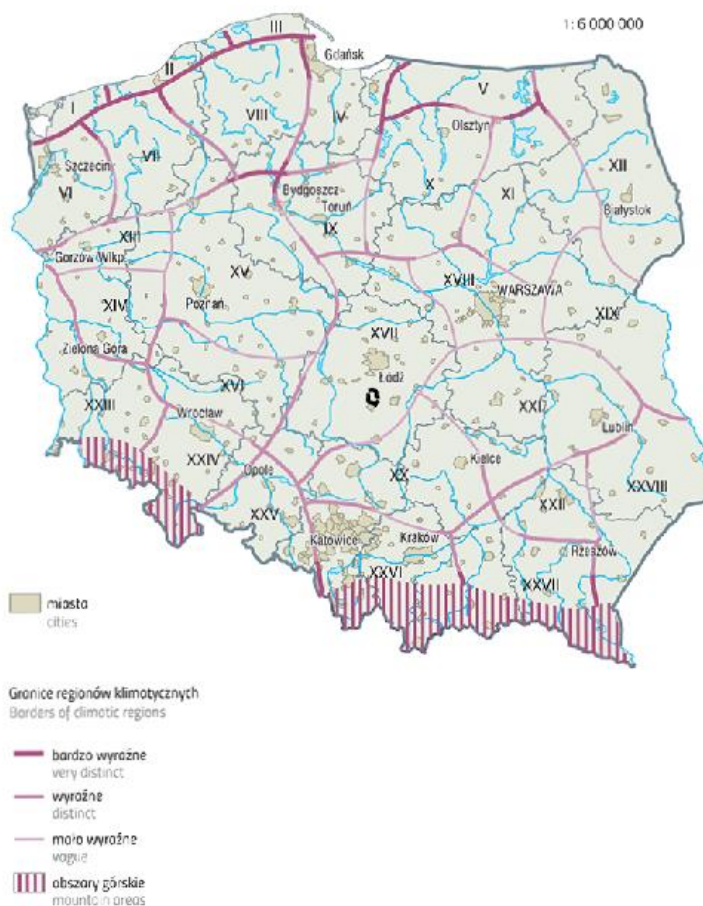 1:6 000 000
III
Gdańsk
II
V
I
VIII
IV
Olsztyn
VII
XII
Szczecin
X
VI
XI
Bydgoszcz
Białystok
Toruń
IX
XIII
Gorzów Wlkp.
XV
XVIII
WARSZAWA
Poznań
XIV
XIX
XVII
Zielona Góra
Łódź
XVI
XXIII
XXI
Wrocław
Lublin
XXIV
Kielce
Opole
XX
XXVIII
XXII
XXV
Katowice
Kraków
Rzeszów
XXVI
XXVII
miasta
cities
Granice regionów klimatycznych
Borders of climatic regions
bardzo wyraźne
very distinct
wyraźne
distinct
mało wyraźne
vague
obszary górskie
mountain areas